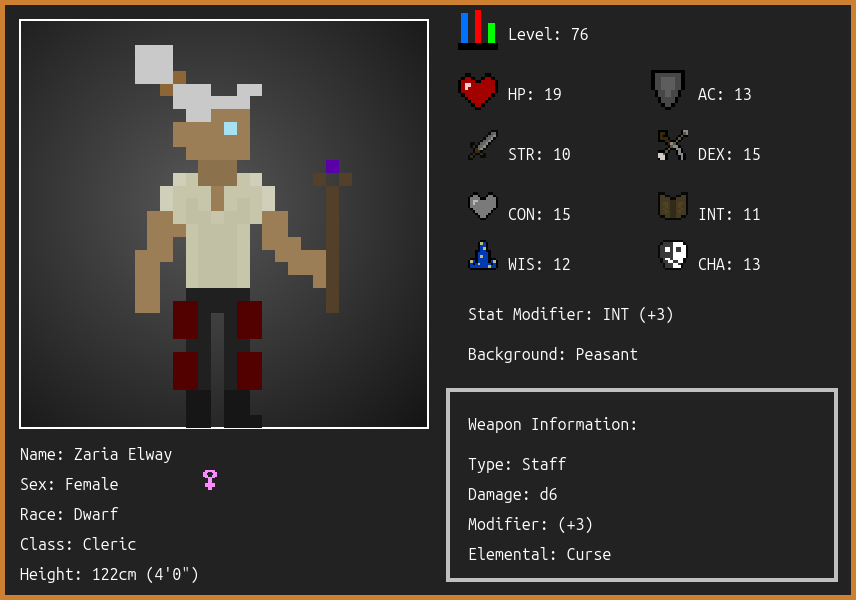 Level: 76
HP: 19
AC: 13
STR: 10
DEX: 15
CON: 15
INT: 11
WIS: 12
CHA: 13
Stat Modifier: INT (+3)
Background: Peasant
Weapon Information:
Type: Staff
Damage: d6
Modifier: (+3)
Elemental: Curse
Name: Zaria Elway
Sex: Female
Race: Dwarf
Class: Cleric
Height: 122cm (4'0")